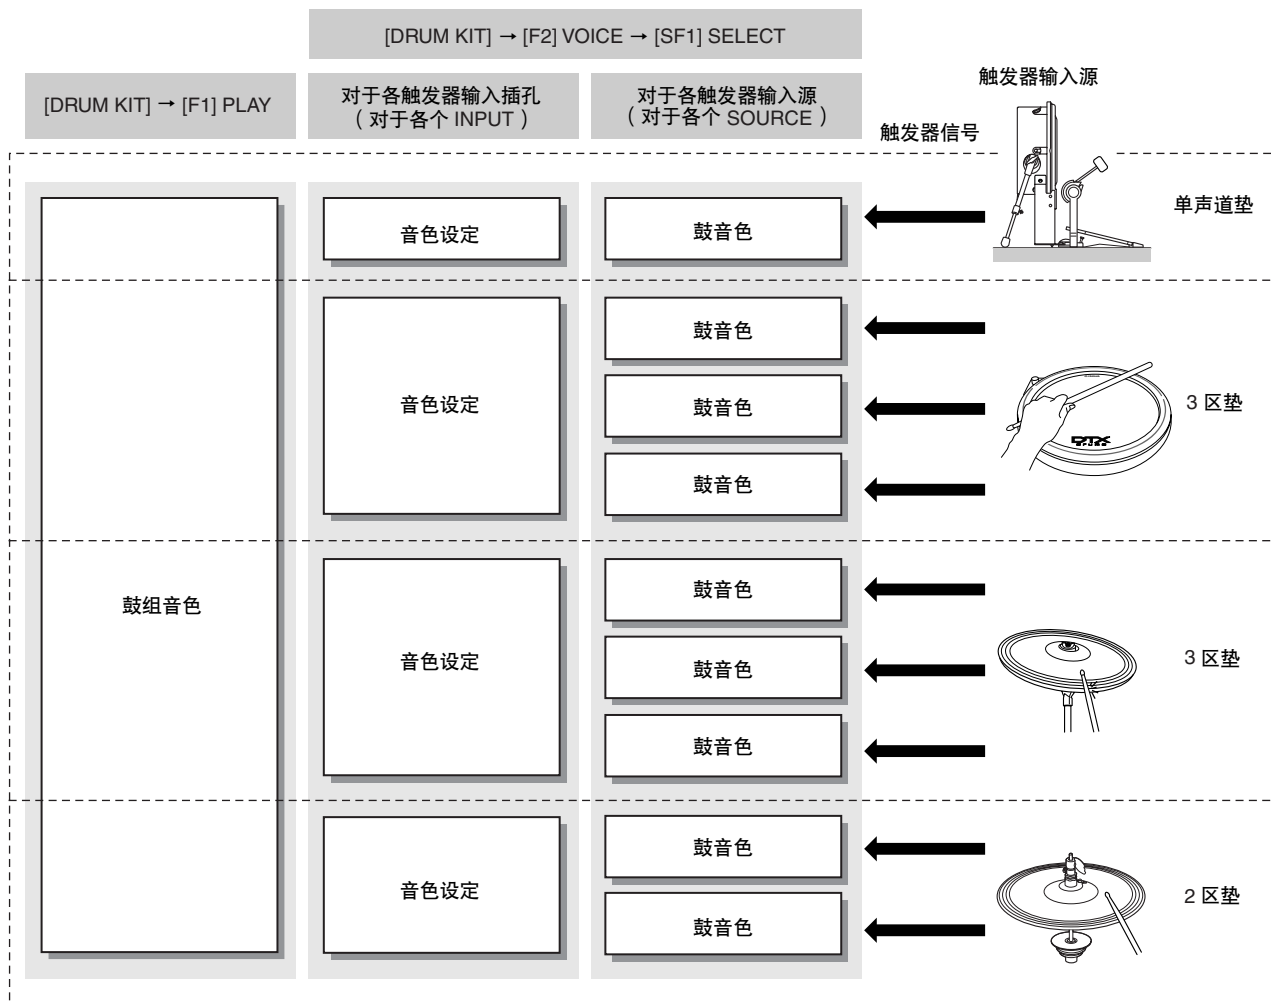 [DRUM KIT] → [F2] VOICE → [SF1] SELECT
[DRUM KIT] → [F1] PLAY
对于各触发器输入插孔
（对于各个 INPUT ）
对于各触发器输入源
（对于各个 SOURCE ）
触发器输入源
触发器信号
音色设定
鼓音色
单声道垫
鼓音色
音色设定
鼓音色
3 区垫
DTX
鼓音色
鼓组音色
鼓音色
音色设定
鼓音色
3 区垫
鼓音色
鼓音色
音色设定
2 区垫
鼓音色